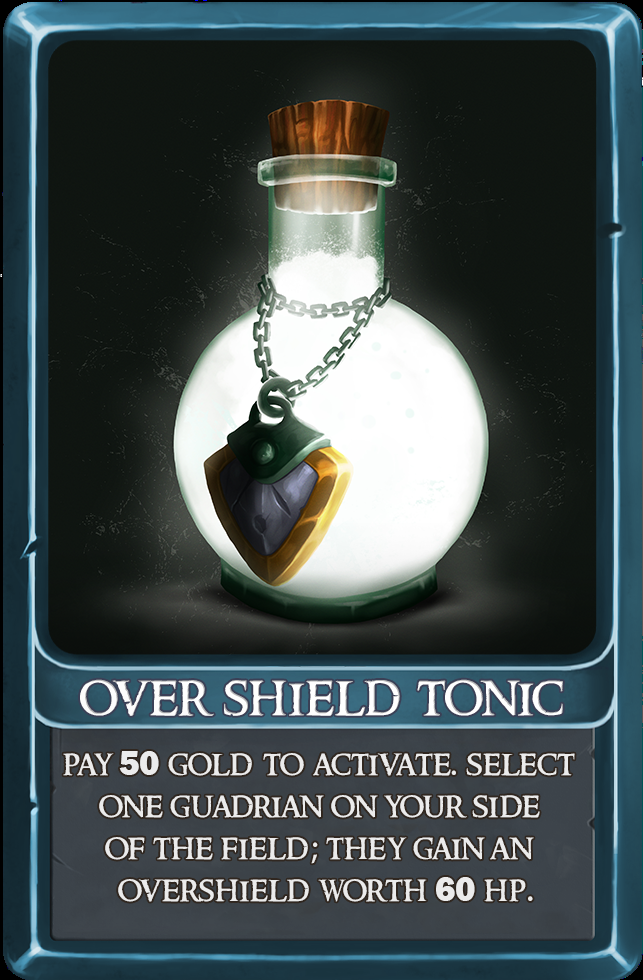 OVER SHIELD TONIC
PAY 50 GOLD TO ACTIVATE. SELECT
ONE GUADRIAN ON YOUR SIDE
OF THE FIELD; THEY GAIN AN
OVERSHIELD WORTH 60 HP.